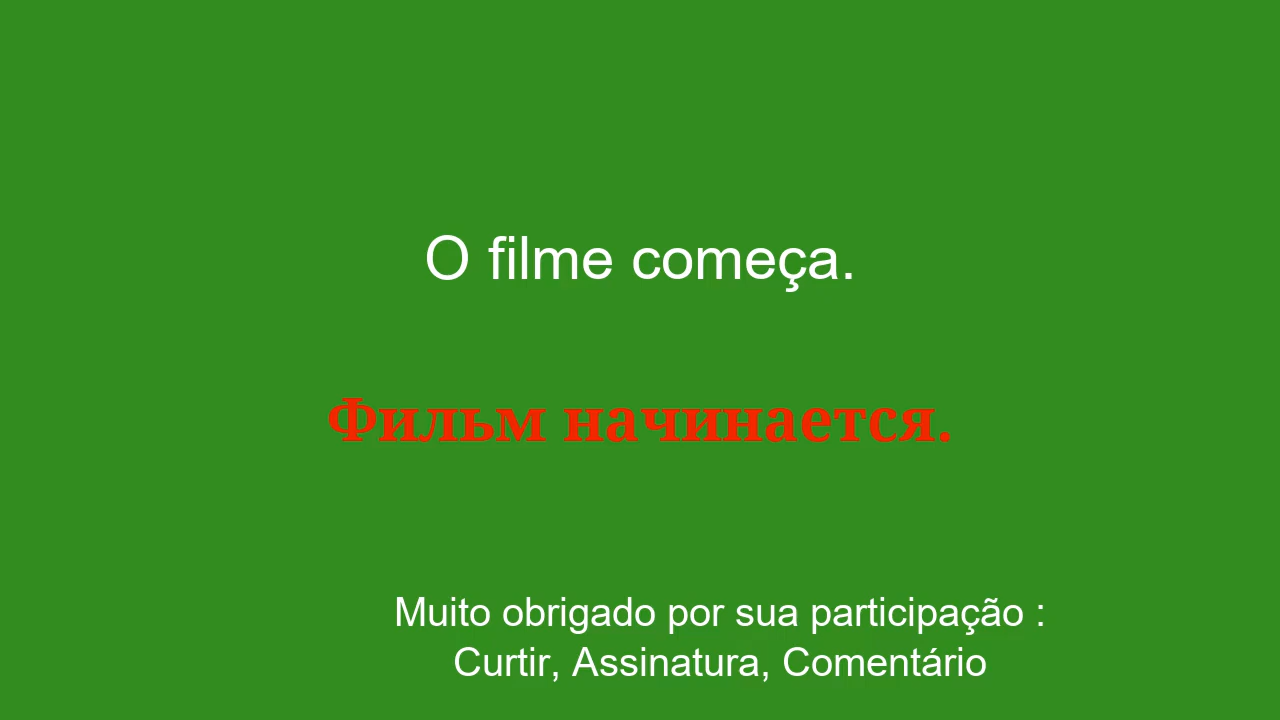 O filme começa.
Фильм начинается.
Muito obrigado por sua participação :
Curtir, Assinatura, Comentário